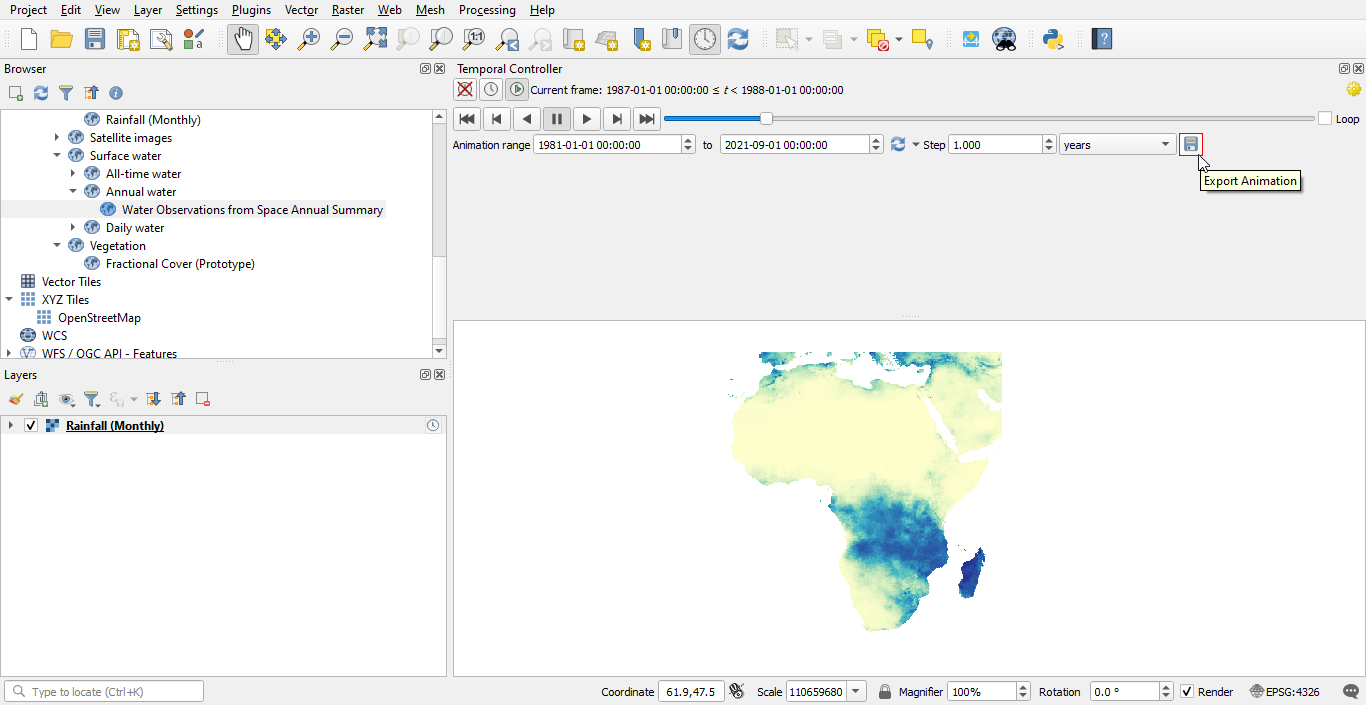 Project Edit View Layer Settings Plugins Vector Raster Web Mesh Processing Help
Browser
Rainfall (Monthly)
Satellite images
Surface water
All-time water
Annual water
Water Observations from Space Annual Summary
Daily water
Vegetation
Fractional Cover (Prototype)
Vector Tiles
XYZ Tiles
OpenStreetMap
WCS
WFS / OGC API - Features
Layers
Rainfall (Monthly)
Temporal Controller
Current frame: 1987-01-01 00:00:00 ≤ t < 1988-01-01 00:00:00
Loop
Animation range 1981-01-01 00:00:00 to 2021-09-01 00:00:00 Step 1.000 years
Export Animation
Type to locate (Ctrl+K) Coordinate 61.9,47.5 Scale 110659680 Magnifier 100% Rotation 0.0 ° Render EPSG:4326